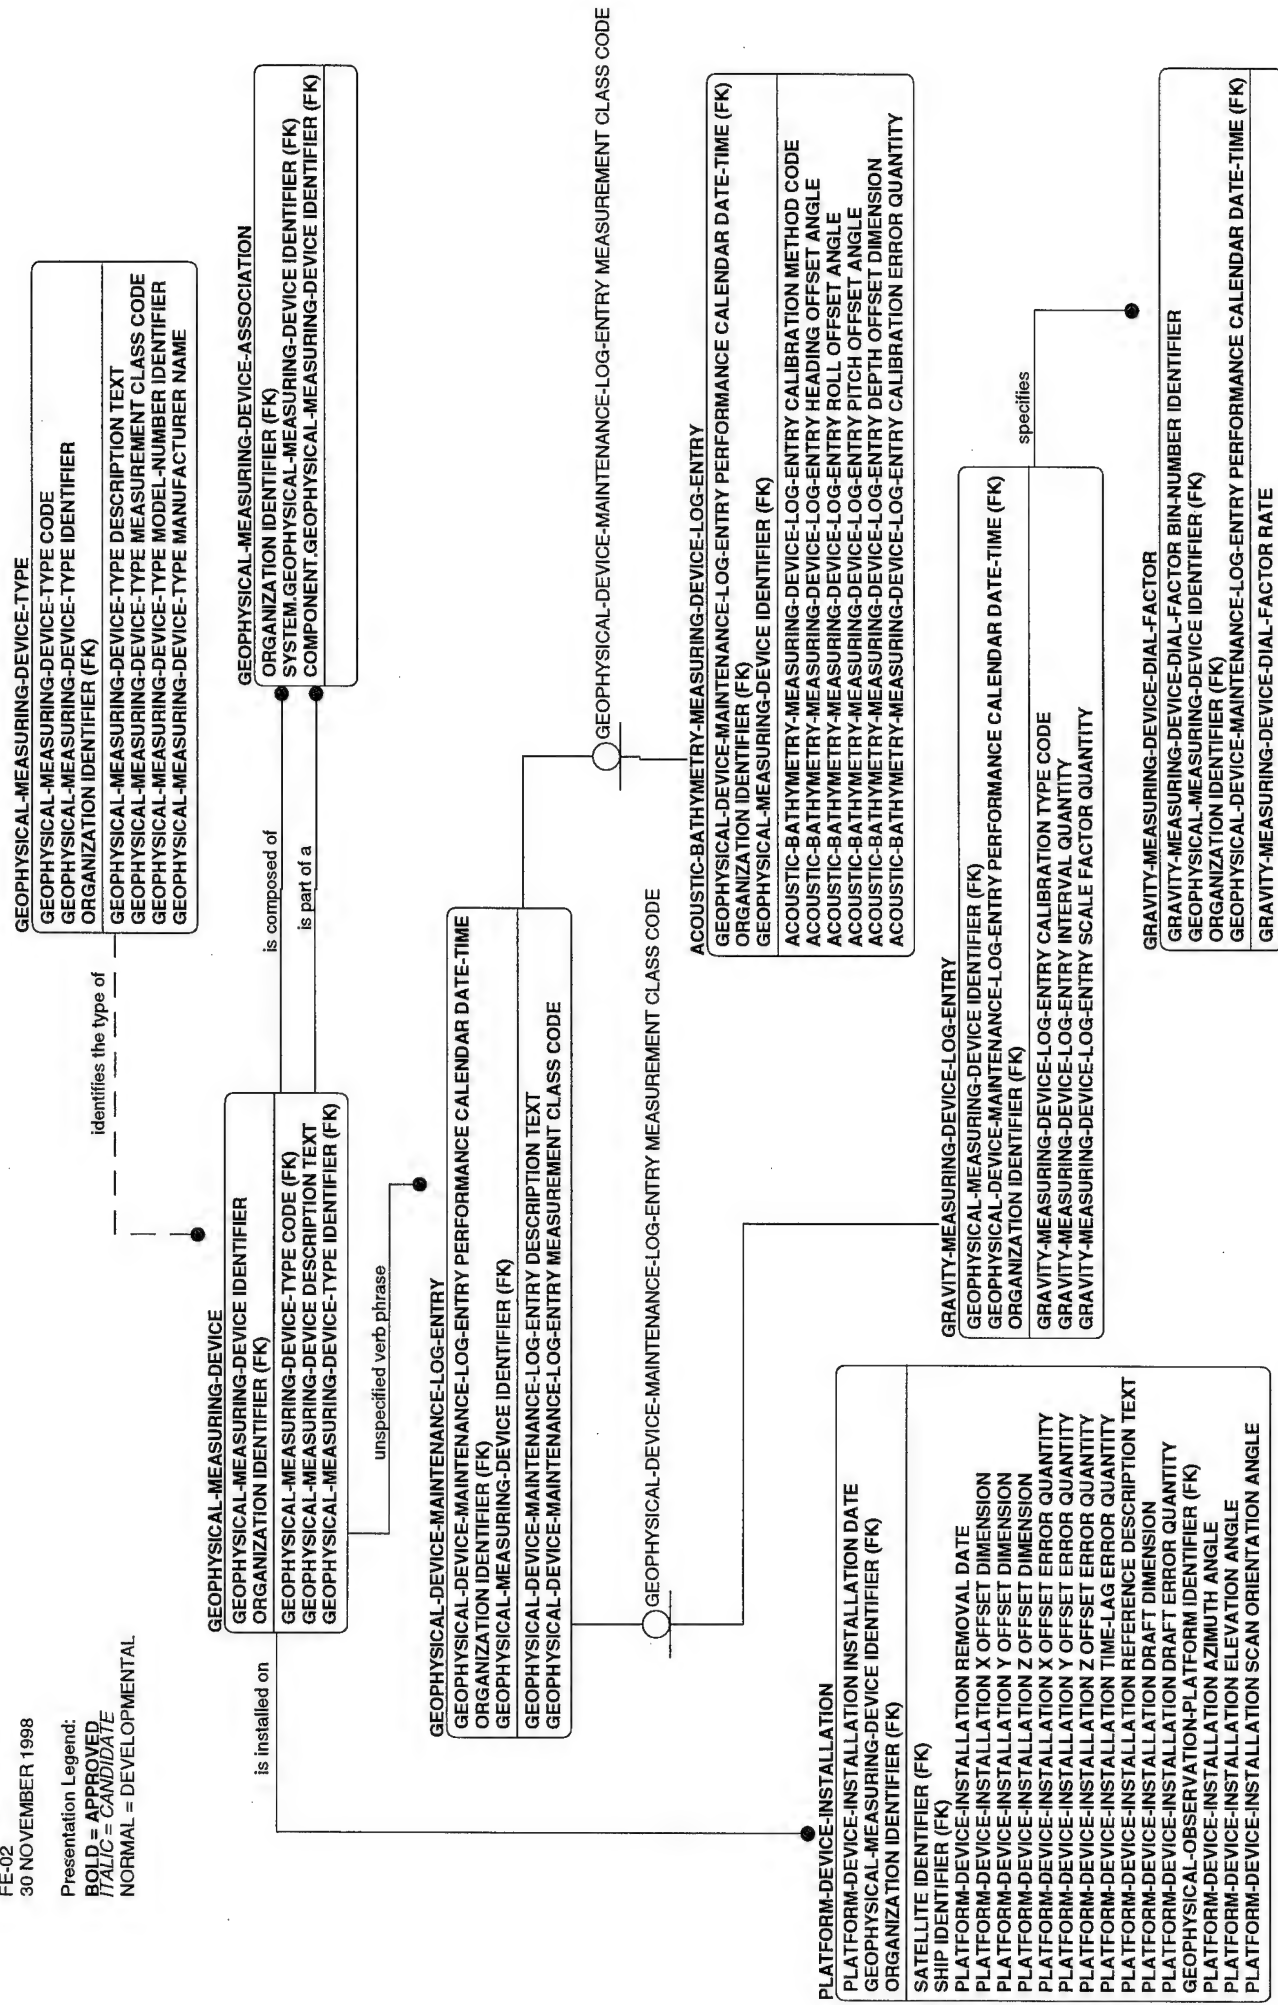 FE-02
30 NOVEMBER 1998
Presentation Legend:
BOLD = APPROVED
ITALIC = CANDIDATE
NORMAL = DEVELOPMENTAL
GEOPHYSICAL-MEASURING-DEVICE-TYPE
GEOPHYSICAL-MEASURING-DEVICE-TYPE CODE
GEOPHYSICAL-MEASURING-DEVICE-TYPE IDENTIFIER
ORGANIZATION IDENTIFIER (FK)
GEOPHYSICAL-MEASURING-DEVICE-TYPE DESCRIPTION TEXT
GEOPHYSICAL-MEASURING-DEVICE-TYPE MEASUREMENT CLASS CODE
GEOPHYSICAL-MEASURING-DEVICE-TYPE MODEL-NUMBER IDENTIFIER
GEOPHYSICAL-MEASURING-DEVICE-TYPE MANUFACTURER NAME
identifies the type of
GEOPHYSICAL-MEASURING-DEVICE
GEOPHYSICAL-MEASURING-DEVICE IDENTIFIER
ORGANIZATION IDENTIFIER (FK)
GEOPHYSICAL-MEASURING-DEVICE-TYPE CODE (FK)
GEOPHYSICAL-MEASURING-DEVICE DESCRIPTION TEXT
GEOPHYSICAL-MEASURING-DEVICE-TYPE IDENTIFIER (FK)
is composed of
is part of a
GEOPHYSICAL-MEASURING-DEVICE-ASSOCIATION
ORGANIZATION IDENTIFIER (FK)
SYSTEM.GEOPHYSICAL-MEASURING-DEVICE IDENTIFIER (FK)
COMPONENT.GEOPHYSICAL-MEASURING-DEVICE IDENTIFIER (FK)
is installed on
unspecified verb phrase
GEOPHYSICAL-DEVICE-MAINTENANCE-LOG-ENTRY
GEOPHYSICAL-DEVICE-MAINTENANCE-LOG-ENTRY PERFORMANCE CALENDAR DATE-TIME
ORGANIZATION IDENTIFIER (FK)
GEOPHYSICAL-MEASURING-DEVICE IDENTIFIER (FK)
GEOPHYSICAL-DEVICE-MAINTENANCE-LOG-ENTRY DESCRIPTION TEXT
GEOPHYSICAL-DEVICE-MAINTENANCE-LOG-ENTRY MEASUREMENT CLASS CODE
GEOPHYSICAL-DEVICE-MAINTENANCE-LOG-ENTRY MEASUREMENT CLASS CODE
GEOPHYSICAL-DEVICE-MAINTENANCE-LOG-ENTRY MEASUREMENT CLASS CODE
ACOUSTIC-BATHYMETRY-MEASURING-DEVICE-LOG-ENTRY
GEOPHYSICAL-DEVICE-MAINTENANCE-LOG-ENTRY PERFORMANCE CALENDAR DATE-TIME (FK)
ORGANIZATION IDENTIFIER (FK)
GEOPHYSICAL-MEASURING-DEVICE IDENTIFIER (FK)
ACOUSTIC-BATHYMETRY-MEASURING-DEVICE-LOG-ENTRY CALIBRATION METHOD CODE
ACOUSTIC-BATHYMETRY-MEASURING-DEVICE-LOG-ENTRY HEADING OFFSET ANGLE
ACOUSTIC-BATHYMETRY-MEASURING-DEVICE-LOG-ENTRY ROLL OFFSET ANGLE
ACOUSTIC-BATHYMETRY-MEASURING-DEVICE-LOG-ENTRY PITCH OFFSET ANGLE
ACOUSTIC-BATHYMETRY-MEASURING-DEVICE-LOG-ENTRY DEPTH OFFSET DIMENSION
ACOUSTIC-BATHYMETRY-MEASURING-DEVICE-LOG-ENTRY CALIBRATION ERROR QUANTITY
PLATFORM-DEVICE-INSTALLATION
PLATFORM-DEVICE-INSTALLATION INSTALLATION DATE
GEOPHYSICAL-MEASURING-DEVICE IDENTIFIER (FK)
ORGANIZATION IDENTIFIER (FK)
SATELLITE IDENTIFIER (FK)
SHIP IDENTIFIER (FK)
PLATFORM-DEVICE-INSTALLATION REMOVAL DATE
PLATFORM-DEVICE-INSTALLATION X OFFSET DIMENSION
PLATFORM-DEVICE-INSTALLATION Y OFFSET DIMENSION
PLATFORM-DEVICE-INSTALLATION Z OFFSET DIMENSION
PLATFORM-DEVICE-INSTALLATION X OFFSET ERROR QUANTITY
PLATFORM-DEVICE-INSTALLATION Y OFFSET ERROR QUANTITY
PLATFORM-DEVICE-INSTALLATION Z OFFSET ERROR QUANTITY
PLATFORM-DEVICE-INSTALLATION TIME-LAG ERROR QUANTITY
PLATFORM-DEVICE-INSTALLATION REFERENCE DESCRIPTION TEXT
PLATFORM-DEVICE-INSTALLATION DRAFT DIMENSION
PLATFORM-DEVICE-INSTALLATION DRAFT ERROR QUANTITY
GEOPHYSICAL-OBSERVATION-PLATFORM IDENTIFIER (FK)
PLATFORM-DEVICE-INSTALLATION AZIMUTH ANGLE
PLATFORM-DEVICE-INSTALLATION ELEVATION ANGLE
PLATFORM-DEVICE-INSTALLATION SCAN ORIENTATION ANGLE
GRAVITY-MEASURING-DEVICE-LOG-ENTRY
GEOPHYSICAL-MEASURING-DEVICE IDENTIFIER (FK)
GEOPHYSICAL-DEVICE-MAINTENANCE-LOG-ENTRY PERFORMANCE CALENDAR DATE-TIME (FK)
ORGANIZATION IDENTIFIER (FK)
GRAVITY-MEASURING-DEVICE-LOG-ENTRY CALIBRATION TYPE CODE
GRAVITY-MEASURING-DEVICE-LOG-ENTRY INTERVAL QUANTITY
GRAVITY-MEASURING-DEVICE-LOG-ENTRY SCALE FACTOR QUANTITY
specifies
GRAVITY-MEASURING-DEVICE-DIAL-FACTOR
GRAVITY-MEASURING-DEVICE-DIAL-FACTOR BIN-NUMBER IDENTIFIER
GEOPHYSICAL-MEASURING-DEVICE IDENTIFIER (FK)
ORGANIZATION IDENTIFIER (FK)
GEOPHYSICAL-DEVICE-MAINTENANCE-LOG-ENTRY PERFORMANCE CALENDAR DATE-TIME (FK)
GRAVITY-MEASURING-DEVICE-DIAL-FACTOR RATE